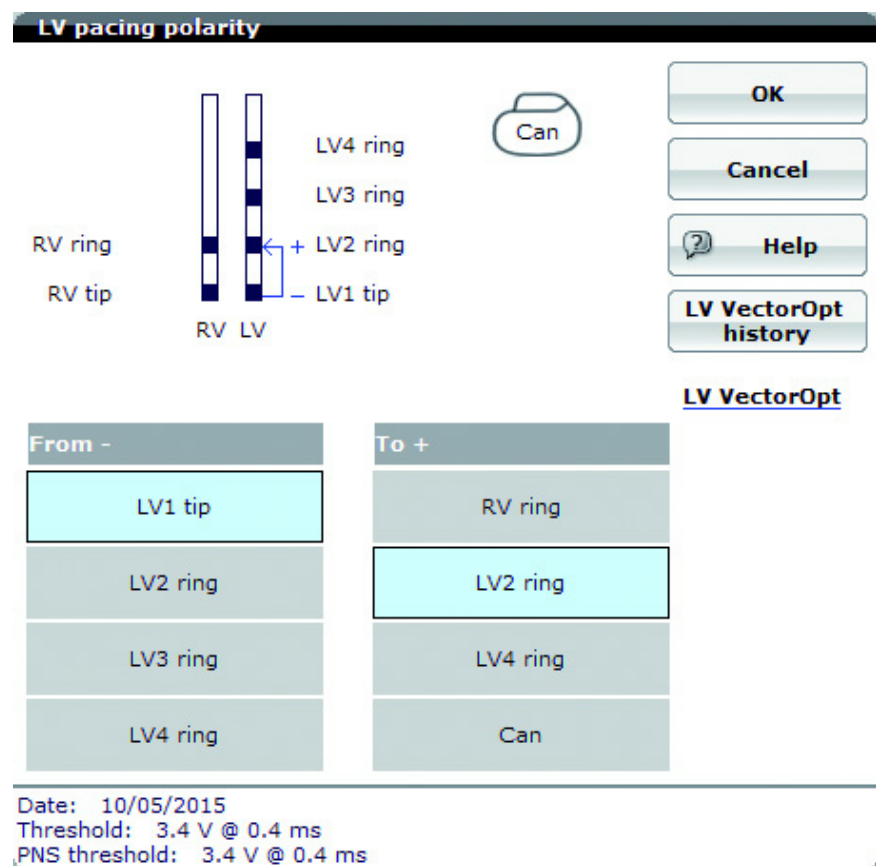 LV pacing polarity
Can
LV4 ring
LV3 ring
RV ring
+ LV2 ring
RV tip
– LV1 tip
RV LV
OK
Cancel
Help
LV VectorOpt
history
LV VectorOpt
From -
To +
LV1 tip
RV ring
LV2 ring
LV2 ring
LV3 ring
LV4 ring
LV4 ring
Can
Date: 10/05/2015
Threshold: 3.4 V @ 0.4 ms
PNS threshold: 3.4 V @ 0.4 ms